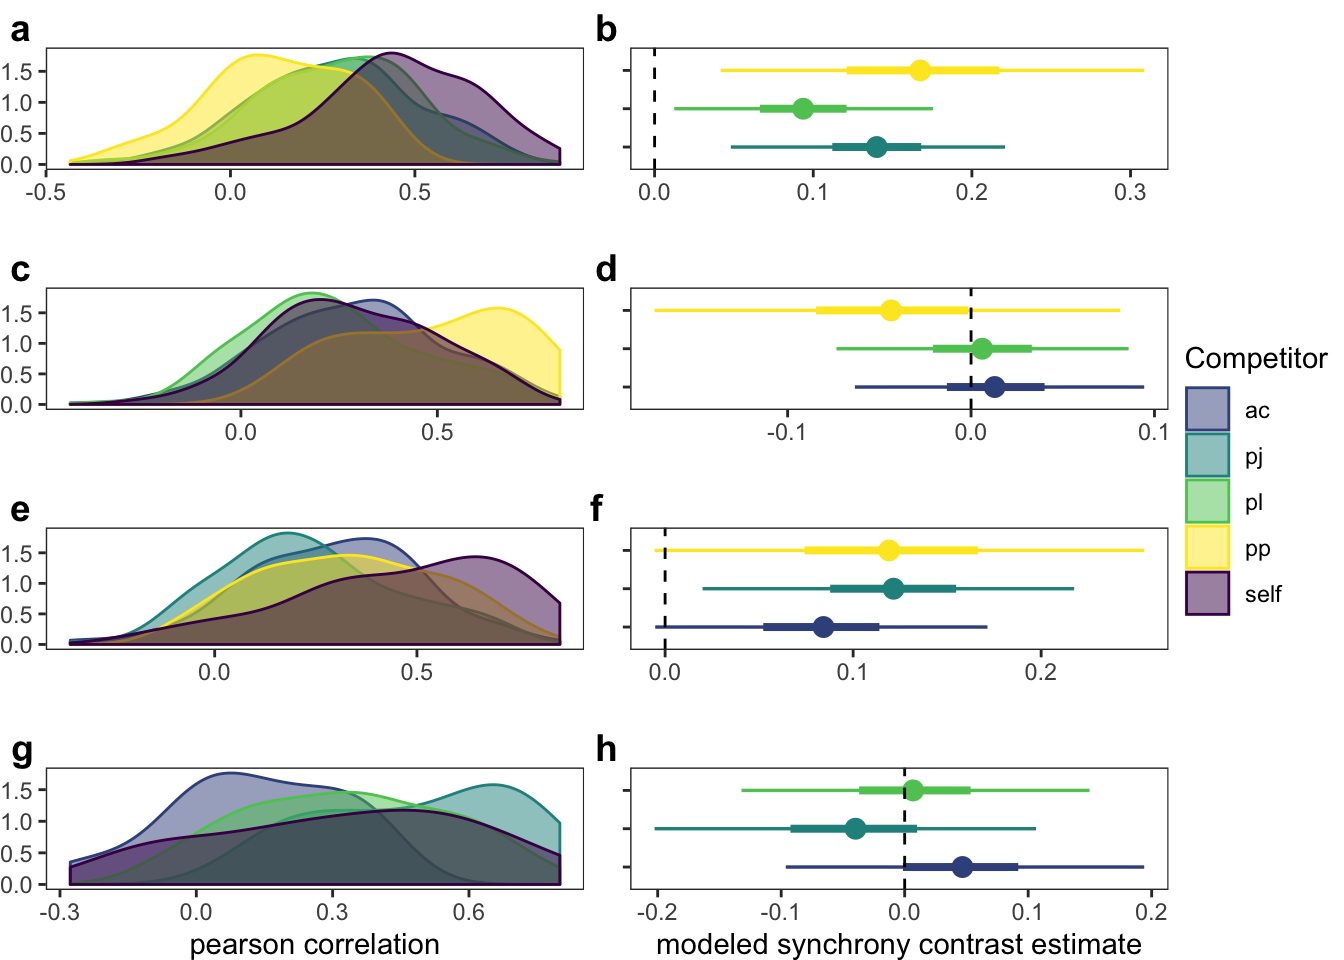 a
b
1.5
1.0
0.5
0.0
-0.5 0.0 0.5
0.0 0.1 0.2 0.3
c
d
1.5
1.0
0.5
0.0
0.0 0.5
-0.1 0.0 0.1
Competitor
ac
pj
pl
pp
self
e
f
1.5
1.0
0.5
0.0
0.0 0.5
0.0 0.1 0.2
g
h
1.5
1.0
0.5
0.0
-0.3 0.0 0.3 0.6
-0.2 -0.1 0.0 0.1 0.2
pearson correlation
modeled synchrony contrast estimate